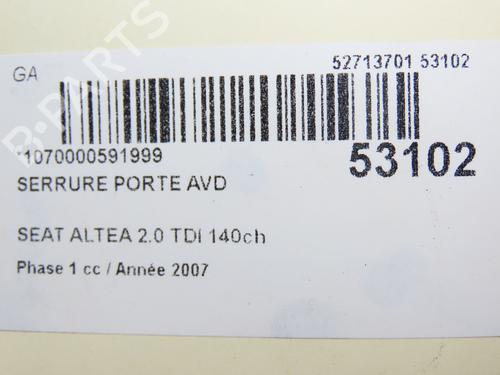 GA
52713701 53102
*1070000591999
53102
SERRURE PORTE AVD
SEAT ALTEA 2.0 TDI 140ch
Phase 1 cc / Année 2007
B-PARTS